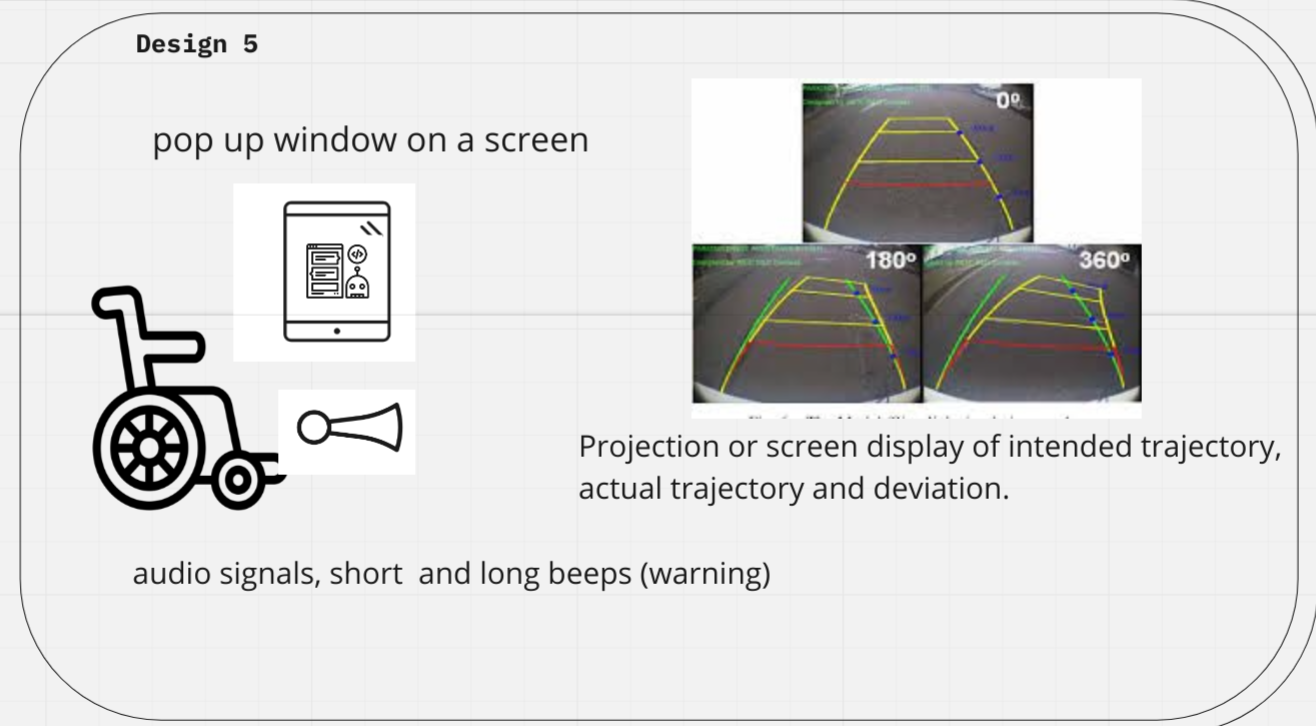 Design 5
pop up window on a screen
0º
180º
360º
Projection or screen display of intended trajectory,
actual trajectory and deviation.
audio signals, short and long beeps (warning)